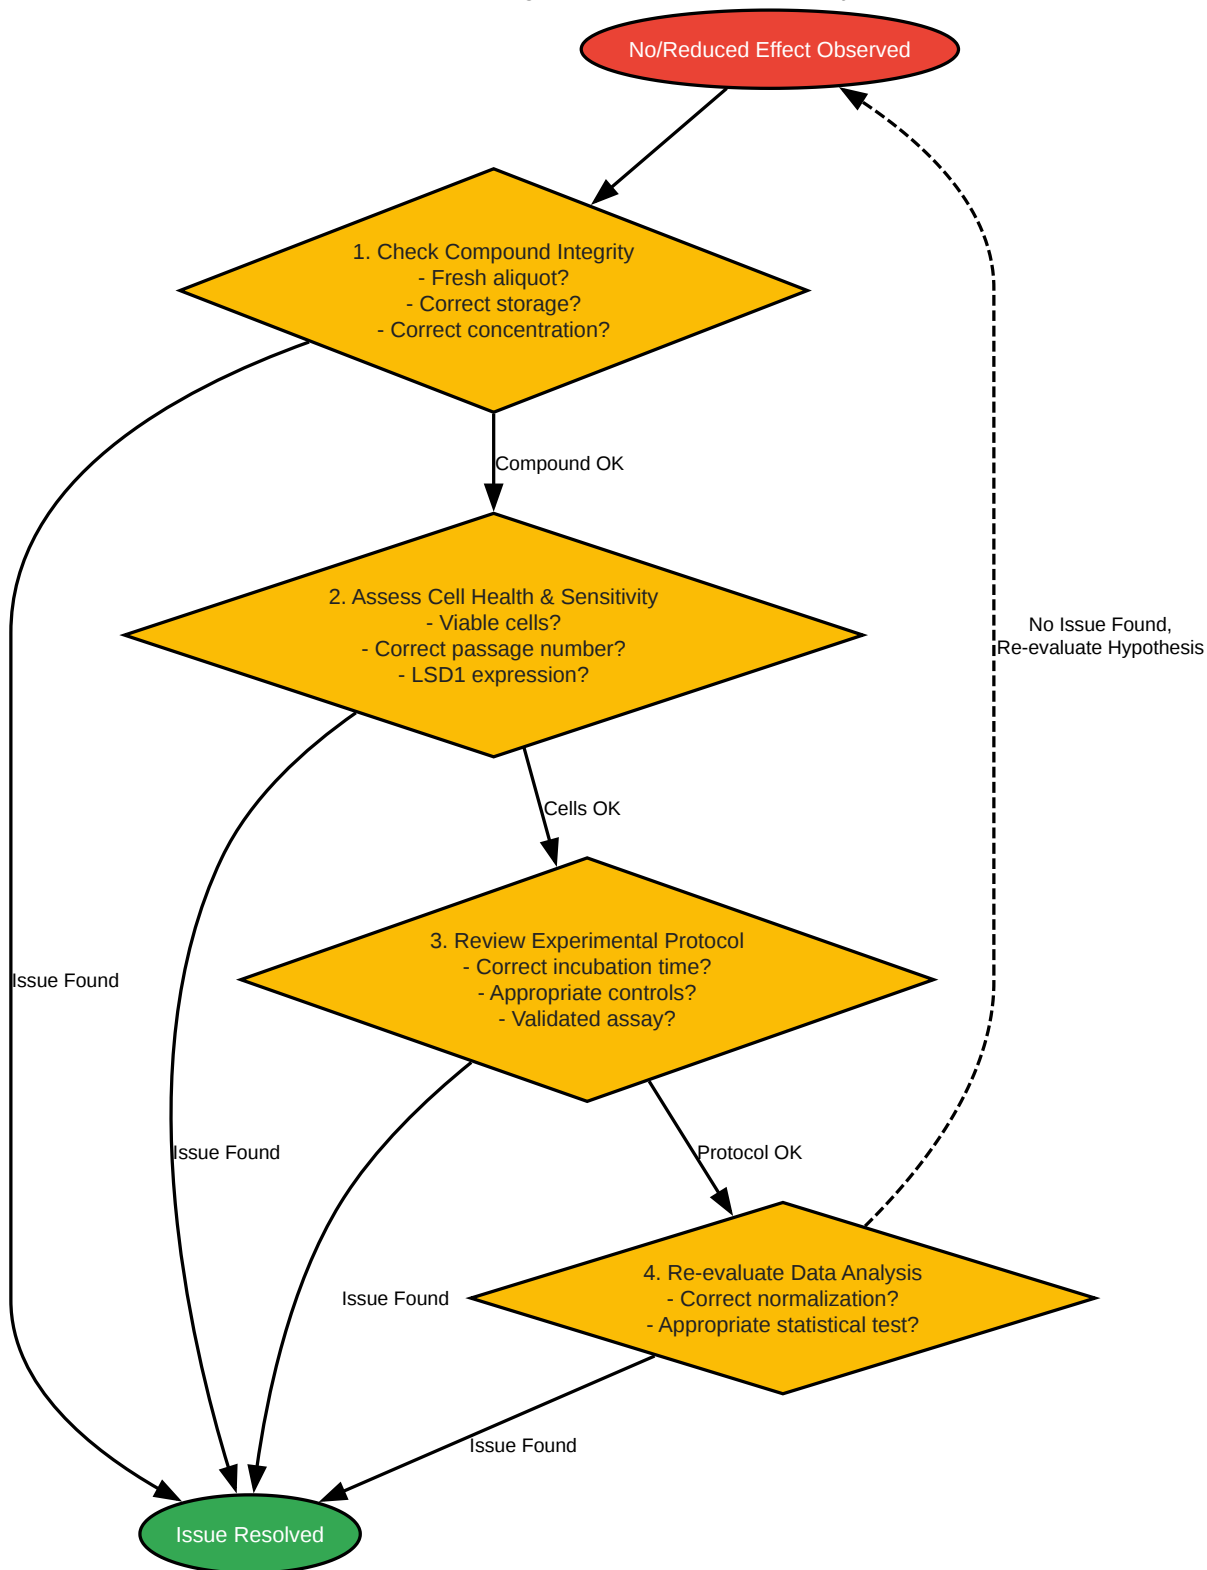 No/Reduced Effect Observed
1. Check Compound Integrity
- Fresh aliquot?
- Correct storage?
- Correct concentration?
Compound OK
2. Assess Cell Health & Sensitivity
- Viable cells?
- Correct passage number?
- LSD1 expression?
No Issue Found,
Re-evaluate Hypothesis
Cells OK
3. Review Experimental Protocol
- Correct incubation time?
- Appropriate controls?
- Validated assay?
Issue Found
Issue Found
Protocol OK
4. Re-evaluate Data Analysis
- Correct normalization?
- Appropriate statistical test?
Issue Found
Issue Found
Issue Resolved